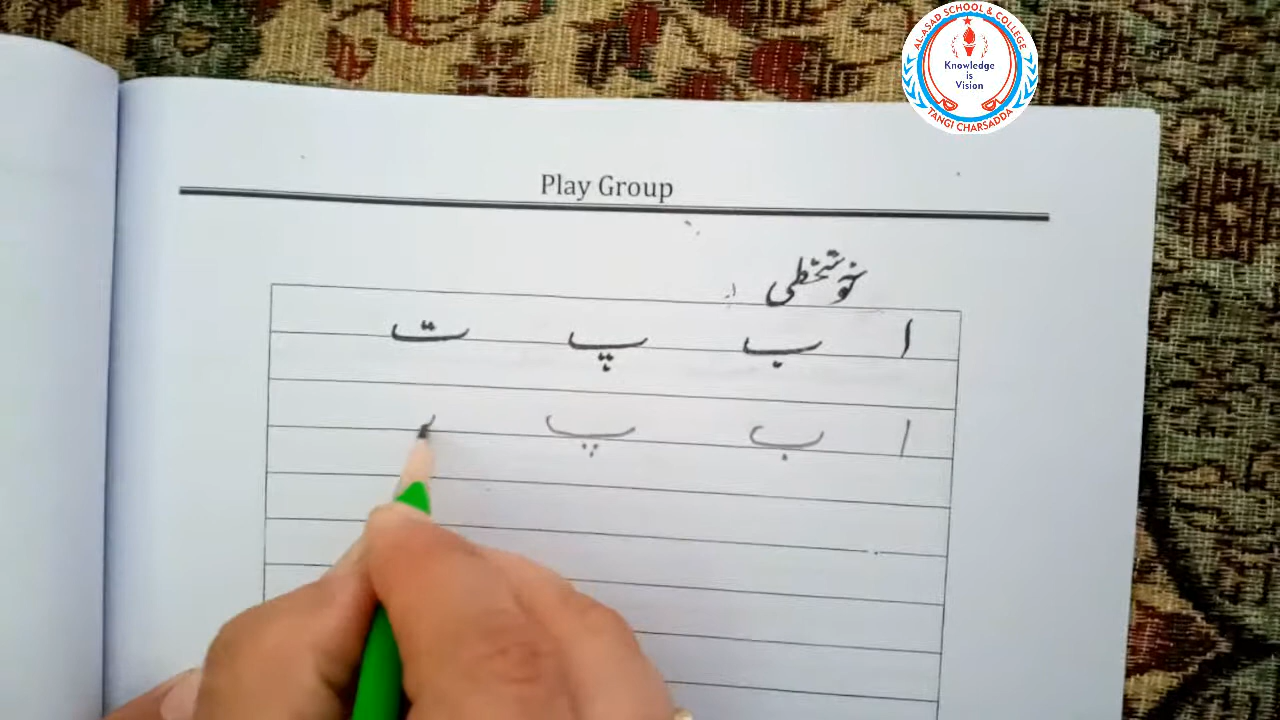 AL-ASAD SCHOOL & COLLEGE
Knowledge
is
Vision
TANGI CHARSADDA
Play Group
خوشخطی
ا ب پ ت
ا ب پ